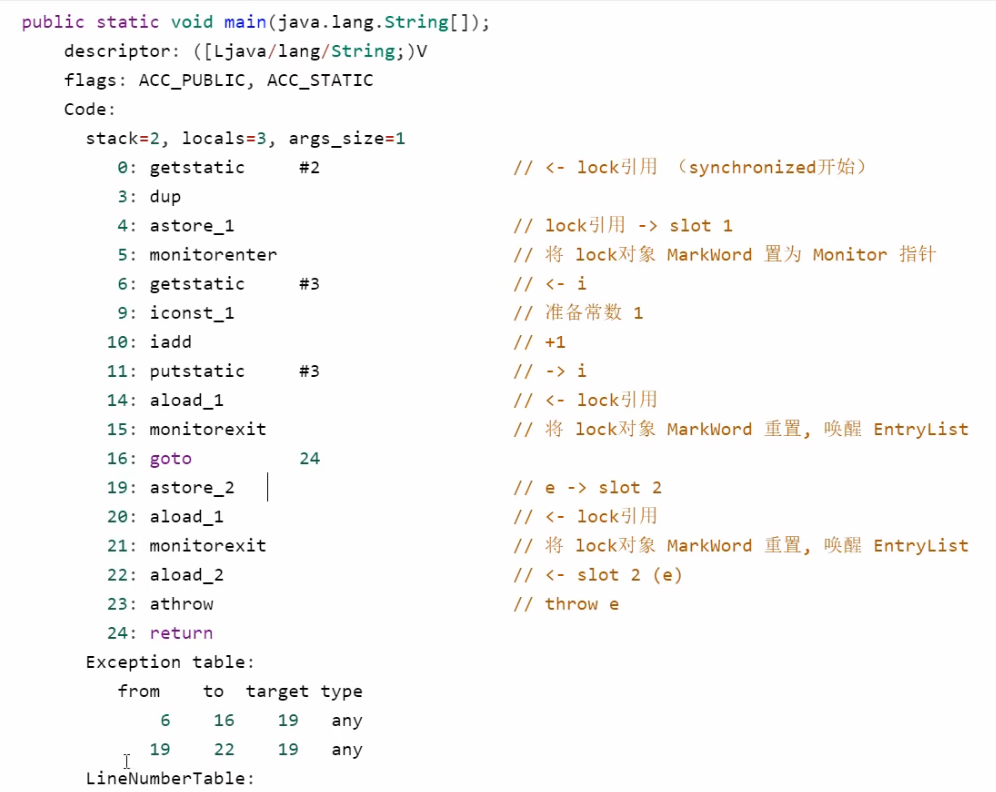 public static void main(java.lang.String[]);
descriptor: ([Ljava/lang/String;)V
flags: ACC_PUBLIC, ACC_STATIC
Code:
stack=2, locals=3, args_size=1
0: getstatic #2 // <- lock引用 （synchronized开始）
3: dup
4: astore_1 // lock引用 -> slot 1
5: monitorenter // 将 lock对象 MarkWord 置为 Monitor 指针
6: getstatic #3 // <- i
9: iconst_1 // 准备常数 1
10: iadd // +1
11: putstatic #3 // -> i
14: aload_1 // <- lock引用
15: monitorexit // 将 lock对象 MarkWord 重置, 唤醒 EntryList
16: goto 24
19: astore_2 // e -> slot 2
20: aload_1 // <- lock引用
21: monitorexit // 将 lock对象 MarkWord 重置, 唤醒 EntryList
22: aload_2 // <- slot 2 (e)
23: athrow // throw e
24: return
Exception table:
from to target type
6 16 19 any
19 22 19 any
LineNumberTable: